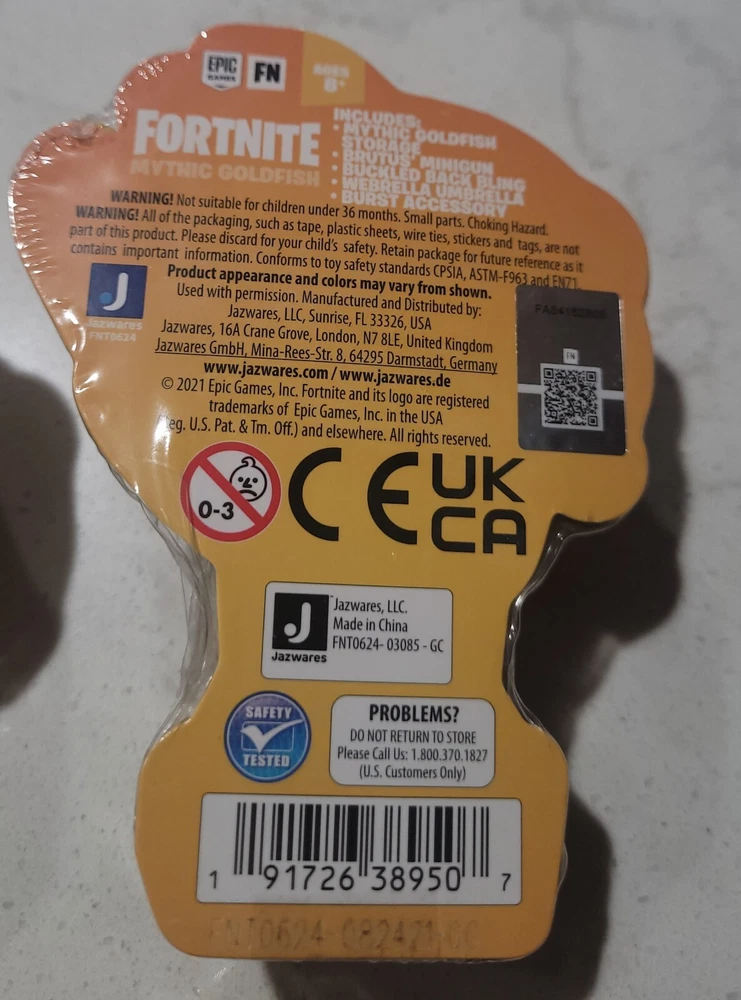 EPIC
GAMES
FN
AGES
8+
FORTNITE
MYTHIC GOLDFISH
INCLUDES:
• MYTHIC GOLDFISH
STORAGE
• BRUTUS' MINIGUN
• BUCKLED BACK BLING
• WEBRELLA UMBRELLA
• BURST ACCESSORY
WARNING! Not suitable for children under 36 months. Small parts. Choking Hazard.
WARNING! All of the packaging, such as tape, plastic sheets, wire ties, stickers and tags, are not
part of this product. Please discard for your child's safety. Retain package for future reference as it
contains important information. Conforms to toy safety standards CPSIA, ASTM-F963 and EN71.
Product appearance and colors may vary from shown.
Used with permission. Manufactured and Distributed by:
Jazwares, LLC, Sunrise, FL 33326, USA
Jazwares, 16A Crane Grove, London, N7 8LE, United Kingdom
Jazwares GmbH, Mina-Rees-Str. 8, 64295 Darmstadt, Germany
www.jazwares.com / www.jazwares.de
© 2021 Epic Games, Inc. Fortnite and its logo are registered
trademarks of Epic Games, Inc. in the USA
eg. U.S. Pat. & Tm. Off.) and elsewhere. All rights reserved.
J
Jazwares
FNT0624
FN
0-3
CE
UK
CA
J
Jazwares
Jazwares, LLC.
Made in China
FNT0624- 03085 - GC
SAFETY
TESTED
PROBLEMS?
DO NOT RETURN TO STORE
Please Call Us: 1.800.370.1827
(U.S. Customers Only)
1 91726 38950 7